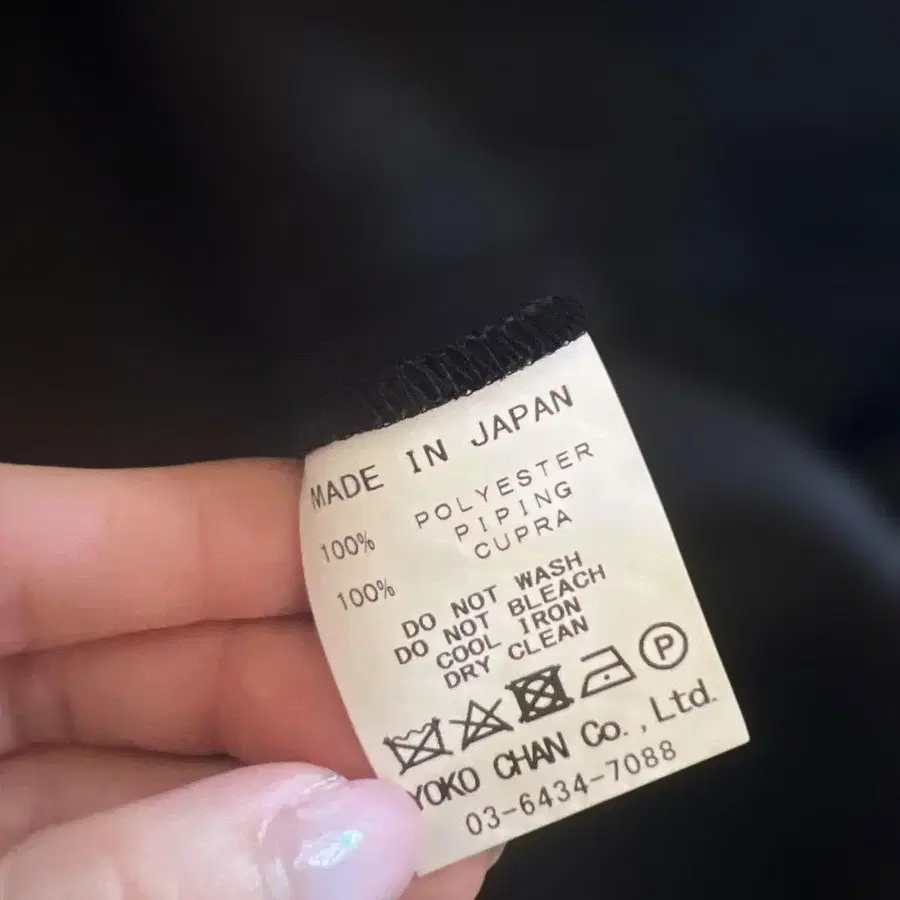 MADE IN JAPAN
100% POLYESTER
PIPING
100% CUPRA
DO NOT WASH
DO NOT BLEACH
COOL IRON
DRY CLEAN
P
YOKO CHAN Co.,Ltd.
03-6434-7088